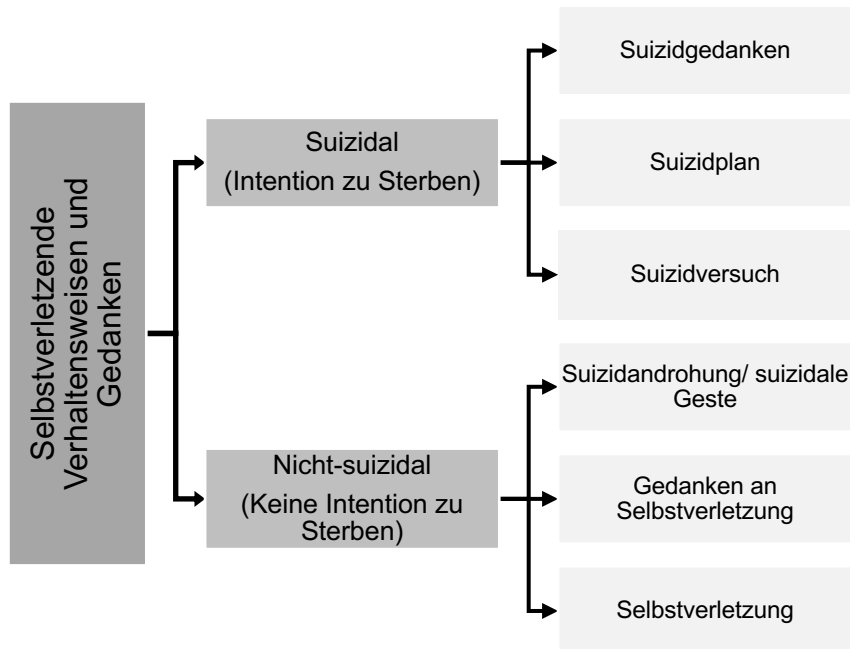 Selbstverletzende
Verhaltensweisen und
Gedanken
Suizidal
(Intention zu Sterben)
Suizidgedanken
Suizidplan
Suizidversuch
Nicht-suizidal
(Keine Intention zu
Sterben)
Suizidandrohung/ suizidale
Geste
Gedanken an
Selbstverletzung
Selbstverletzung